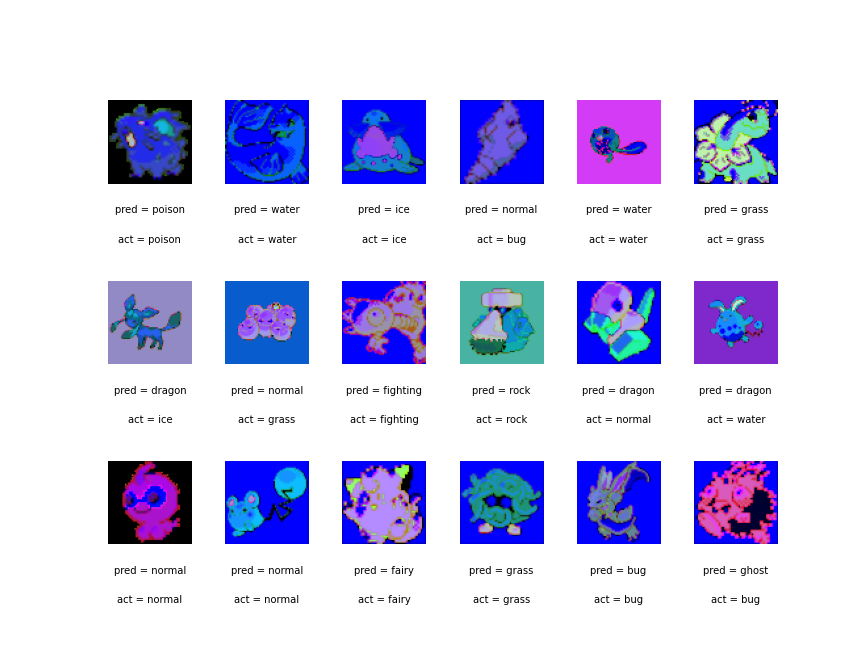 pred = poison
act = poison
pred = water
act = water
pred = ice
act = ice
pred = normal
act = bug
pred = water
act = water
pred = grass
act = grass
pred = dragon
act = ice
pred = normal
act = grass
pred = fighting
act = fighting
pred = rock
act = rock
pred = dragon
act = normal
pred = dragon
act = water
pred = normal
act = normal
pred = normal
act = normal
pred = fairy
act = fairy
pred = grass
act = grass
pred = bug
act = bug
pred = ghost
act = bug